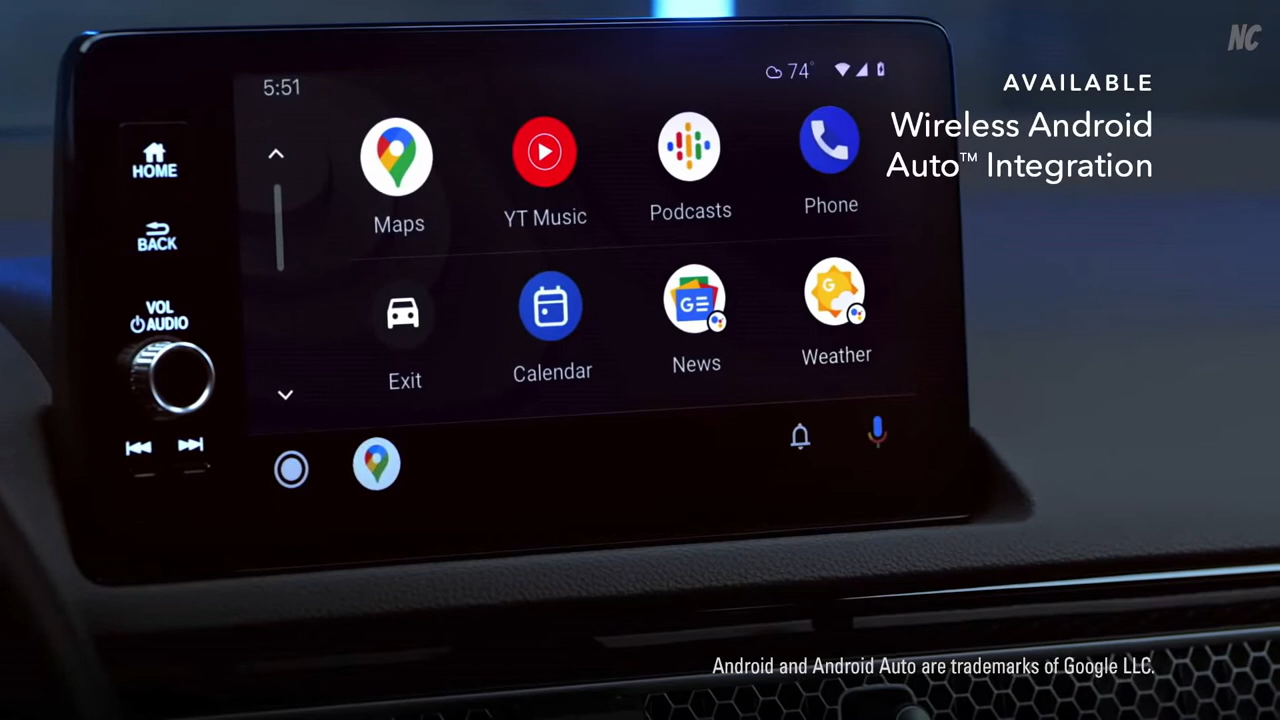 NC
AVAILABLE
Wireless Android
Auto™ Integration
5:51
74°
HOME
BACK
VOL
AUDIO
Maps
YT Music
Podcasts
Phone
Exit
Calendar
G
News
G
Weather
Android and Android Auto are trademarks of Google LLC.